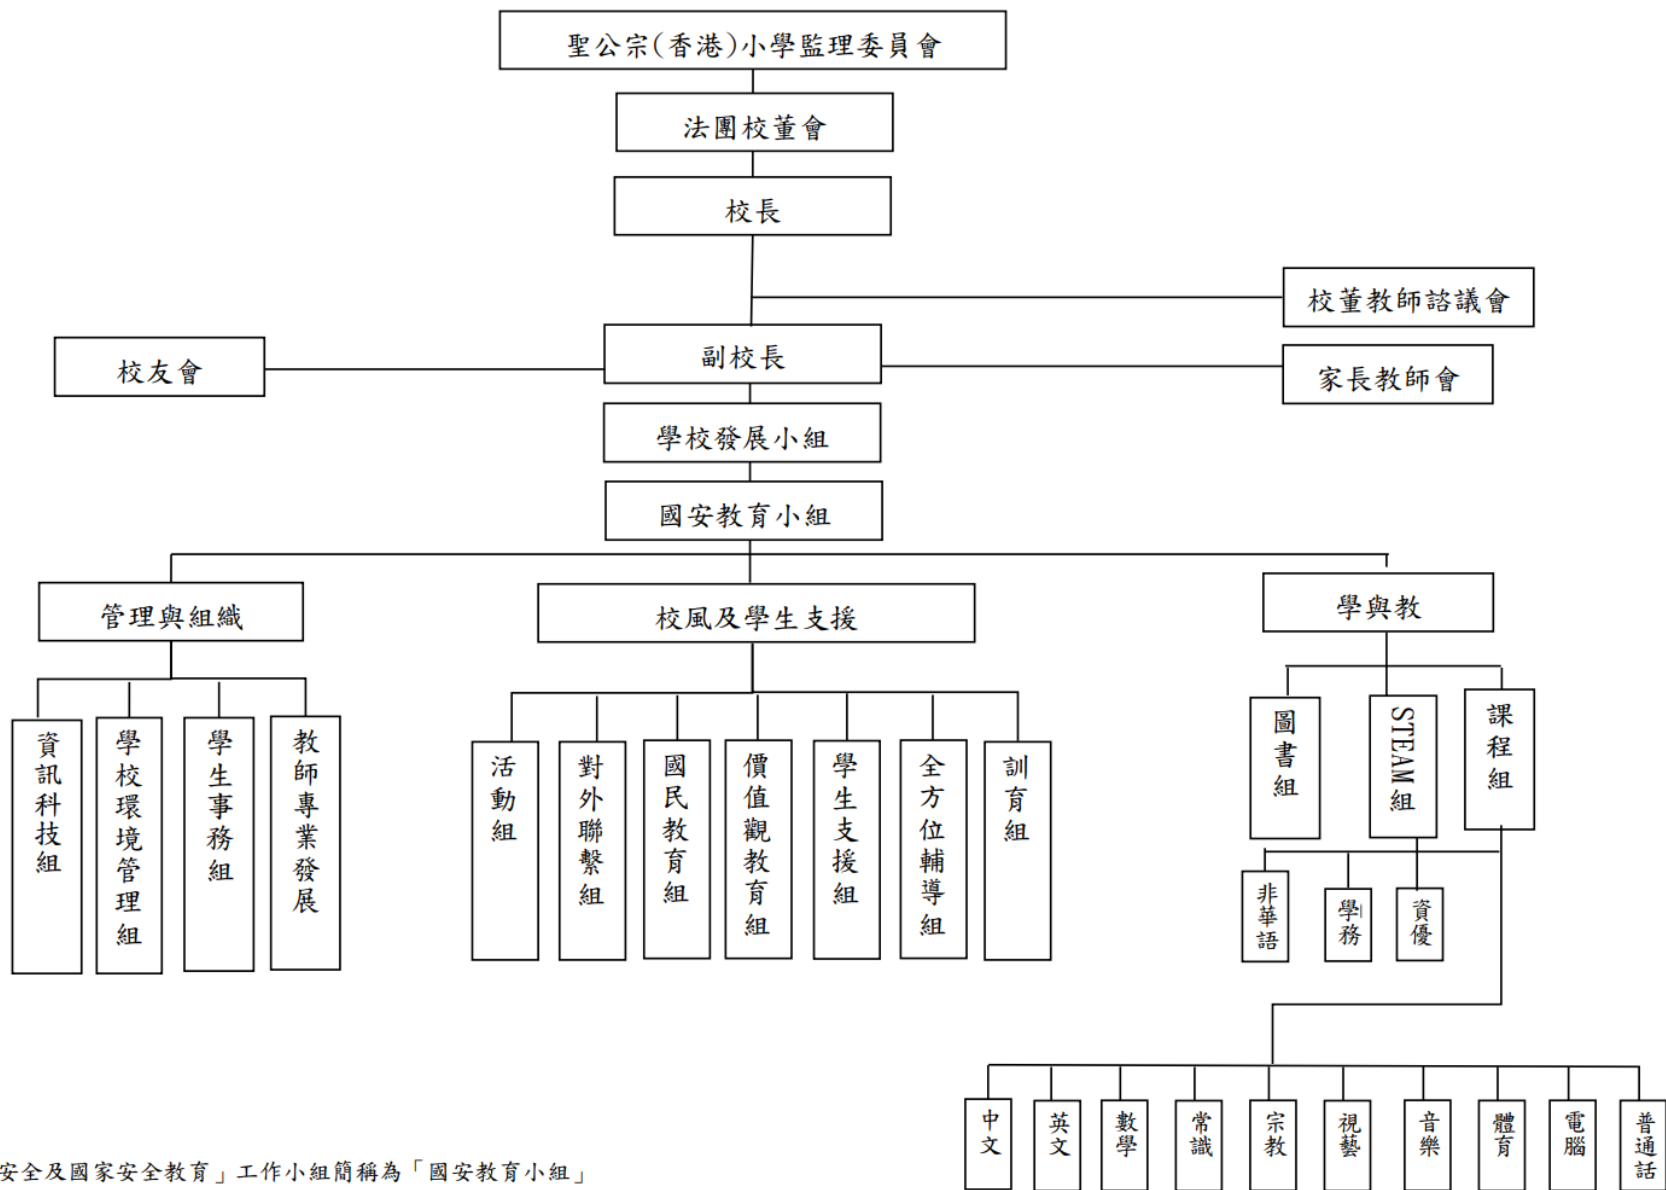 聖公宗(香港)小學監理委員會
法團校董會
校長
校董教師諮議會
校友會
副校長
家長教師會
學校發展小組
國安教育小組
管理與組織
校風及學生支援
學與教
資訊科技組
學校環境管理組
學生事務組
教師專業發展
活動組
對外聯繫組
國民教育組
價值觀教育組
學生支援組
全方位輔導組
訓育組
圖書組
STEAM組
課程組
非華語
學務
資優
中文
英文
數學
常識
宗教
視藝
音樂
體育
電腦
普通話
安全及國家安全教育」工作小組簡稱為「國安教育小組」